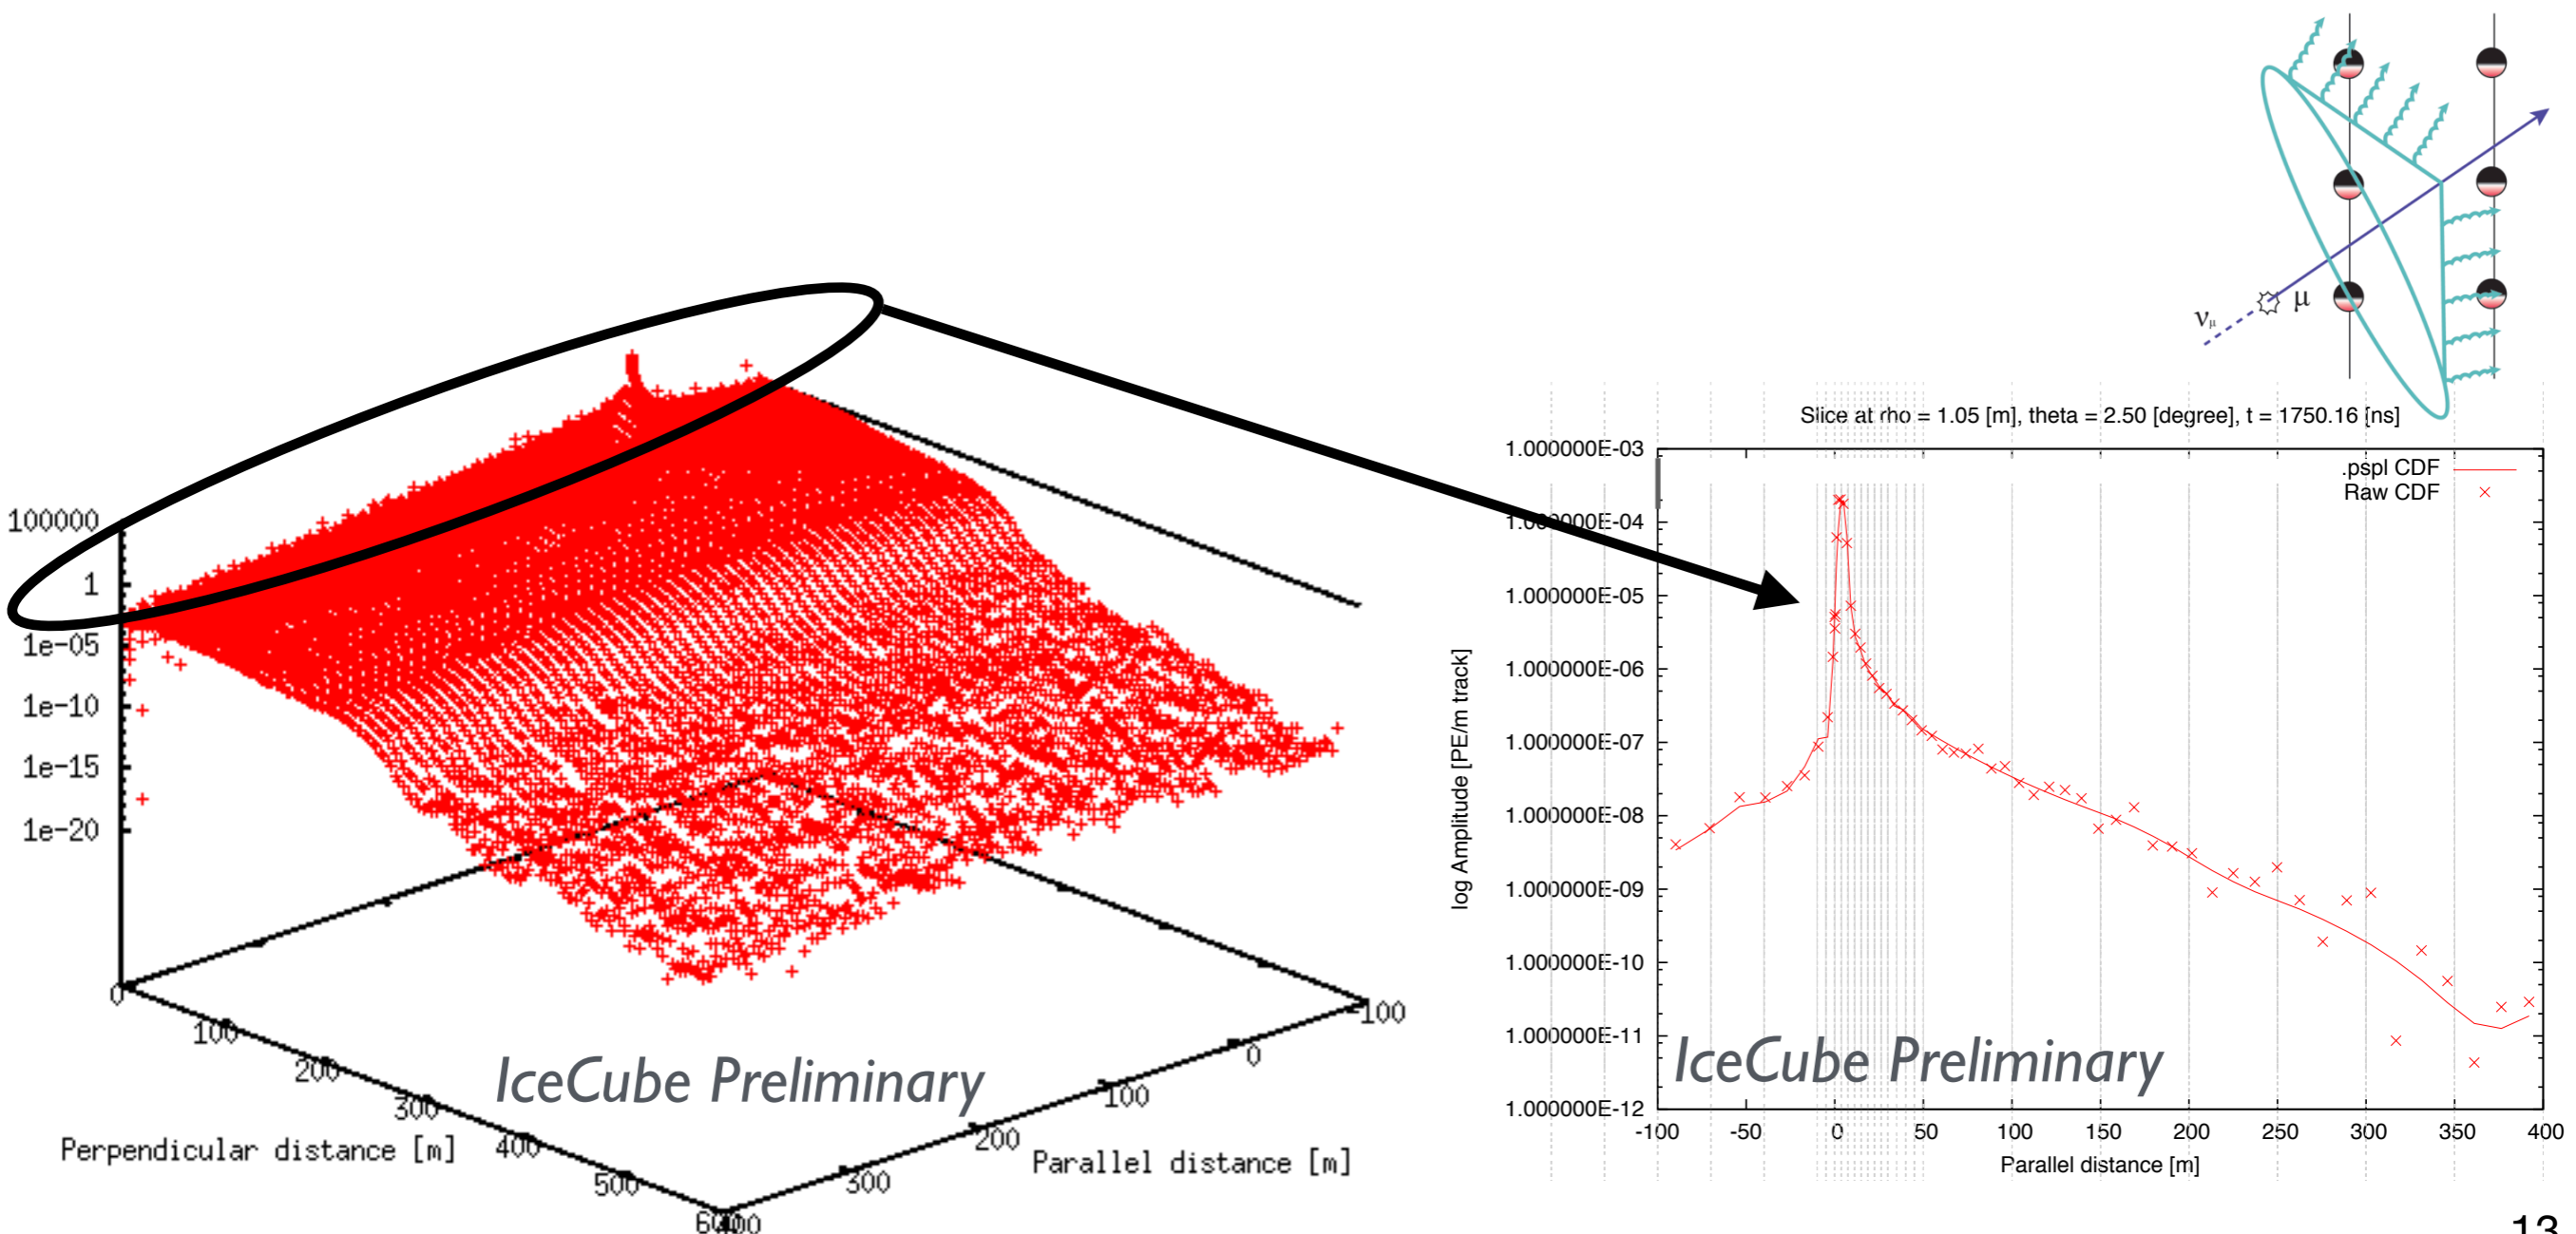 ν_μ
μ
100000
1
1e-05
1e-10
1e-15
1e-20
0
100
200
300
400
500
Perpendicular distance [m]
-100
0
100
200
300
400
Parallel distance [m]
IceCube Preliminary
Slice at rho = 1.05 [m], theta = 2.50 [degree], t = 1750.16 [ns]
.pspl CDF
Raw CDF
log Amplitude [PE/m track]
1.000000E-03
1.000000E-04
1.000000E-05
1.000000E-06
1.000000E-07
1.000000E-08
1.000000E-09
1.000000E-10
1.000000E-11
1.000000E-12
IceCube Preliminary
-100 -50 0 50 100 150 200 250 300 350 400
Parallel distance [m]
13